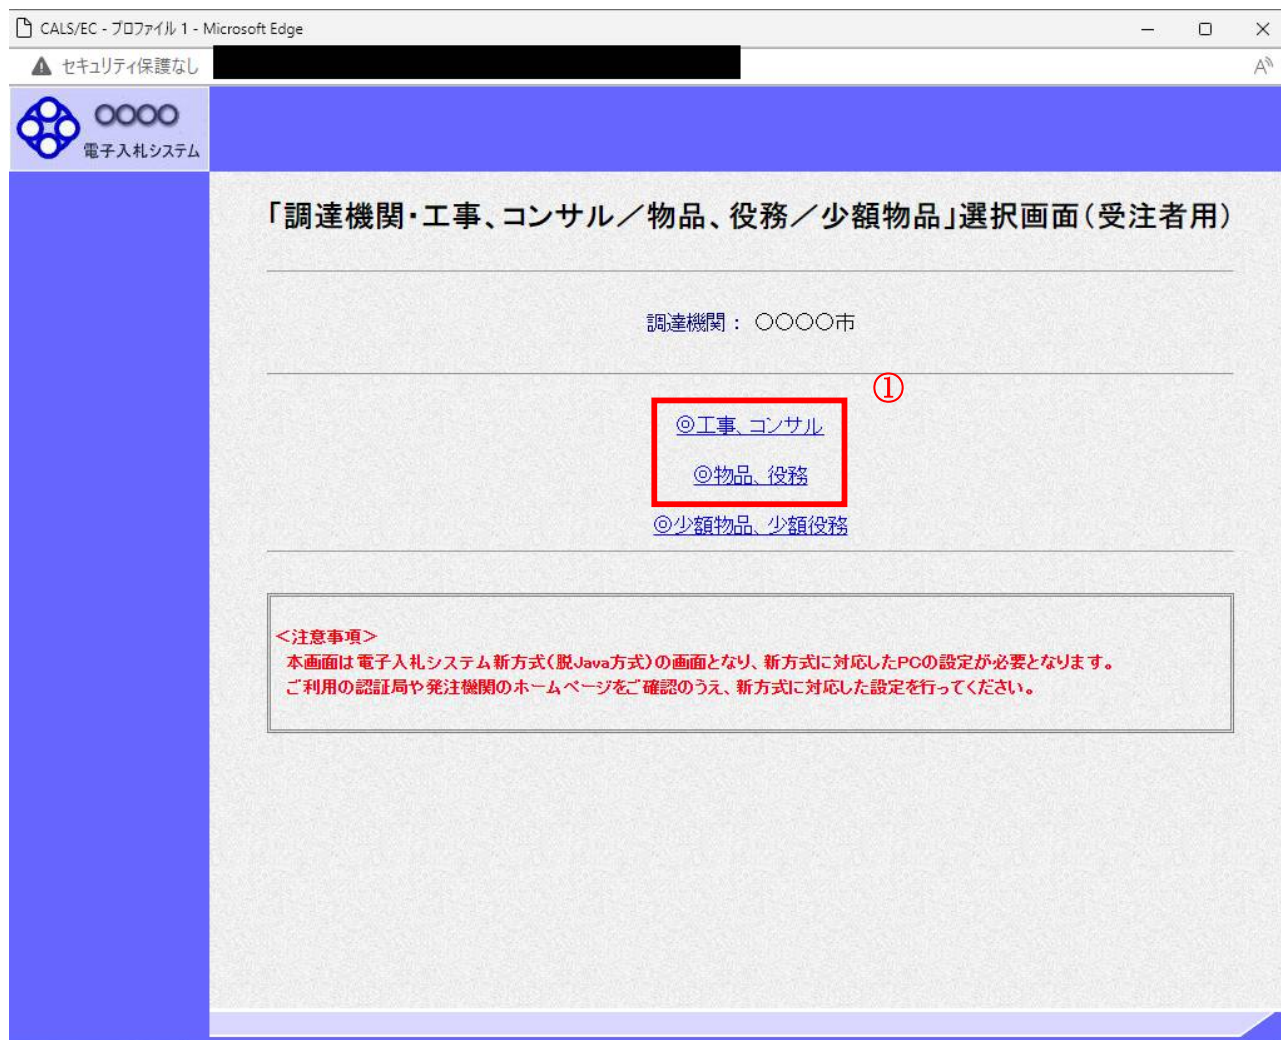 CALS/EC - プロファイル 1 - Microsoft Edge
セキュリティ保護なし
〇〇〇〇
電子入札システム
「調達機関・工事、コンサル／物品、役務／少額物品」選択画面（受注者用）
調達機関： 〇〇〇〇市
①
◎工事、コンサル
◎物品、役務
◎少額物品、少額役務
＜注意事項＞
本画面は電子入札システム新方式（脱Java方式）の画面となり、新方式に対応したPCの設定が必要となります。
ご利用の認証局や発注機関のホームページをご確認のうえ、新方式に対応した設定を行ってください。